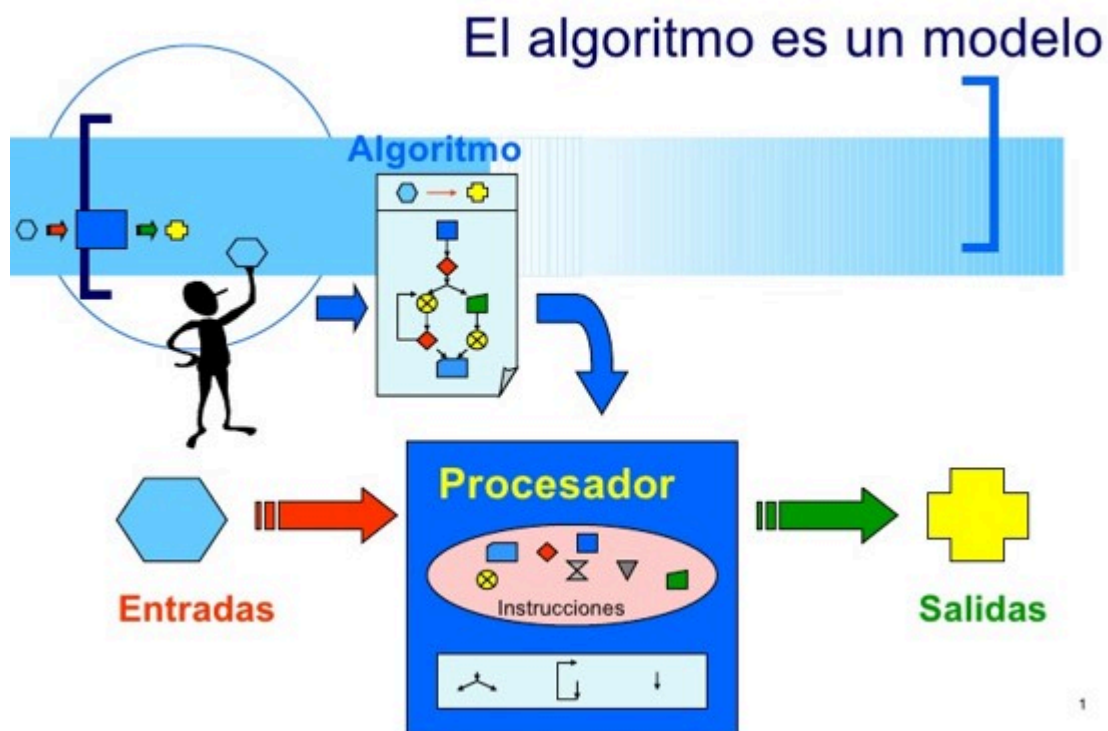 El algoritmo es un modelo
Algoritmo
Procesador
Instrucciones
Entradas
Salidas
1